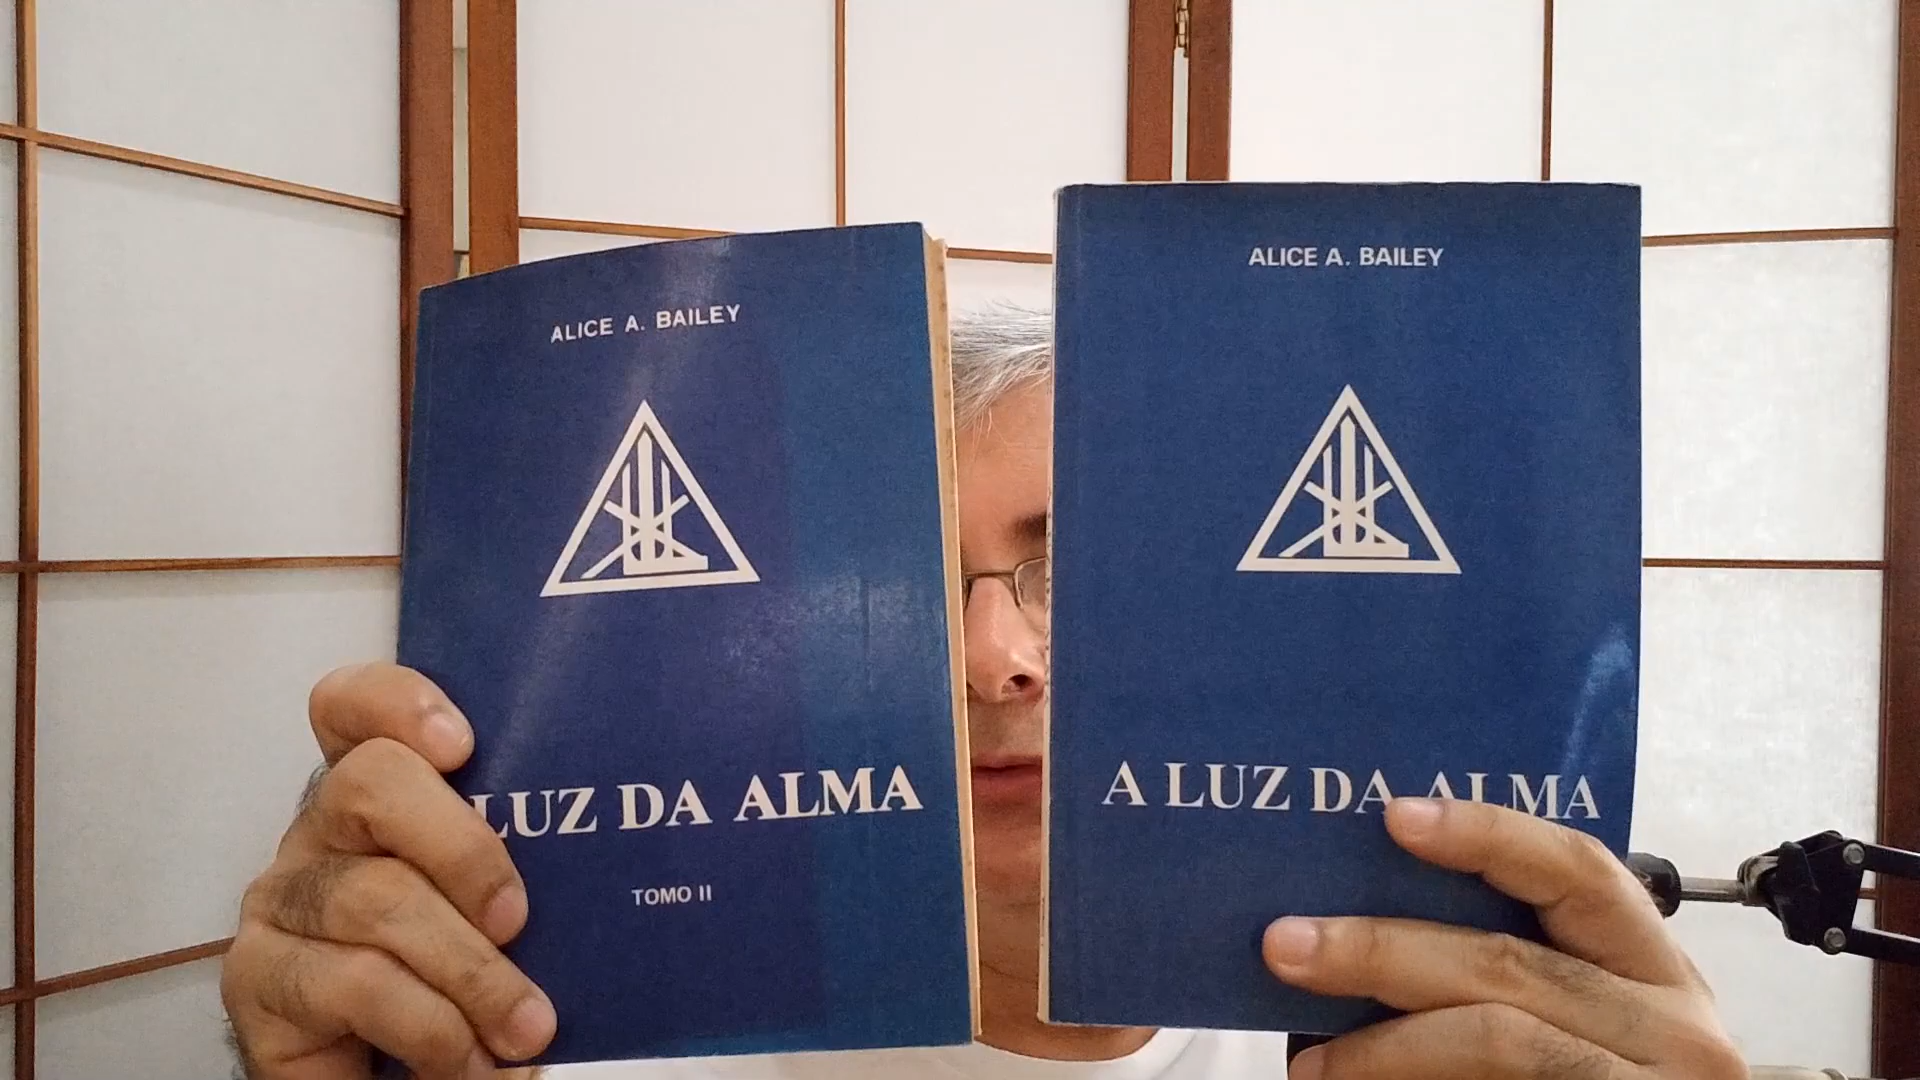 ALICE A. BAILEY
LUZ DA ALMA
TOMO II
ALICE A. BAILEY
A LUZ DA ALMA